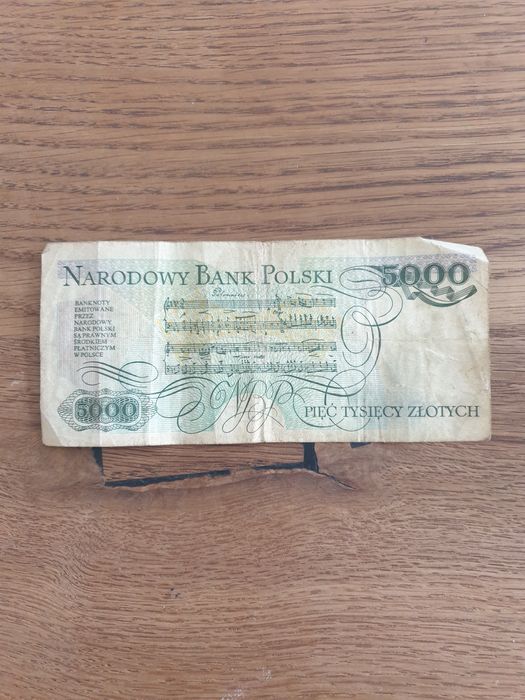 NARODOWY BANK POLSKI
5000
BANKNOTY
EMITOWANE
PRZEZ
NARODOWY
BANK POLSKI
SĄ PRAWNYM
ŚRODKIEM
PŁATNICZYM
W POLSCE
5000
NBP
PIĘĆ TYSIĘCY ZŁOTYCH